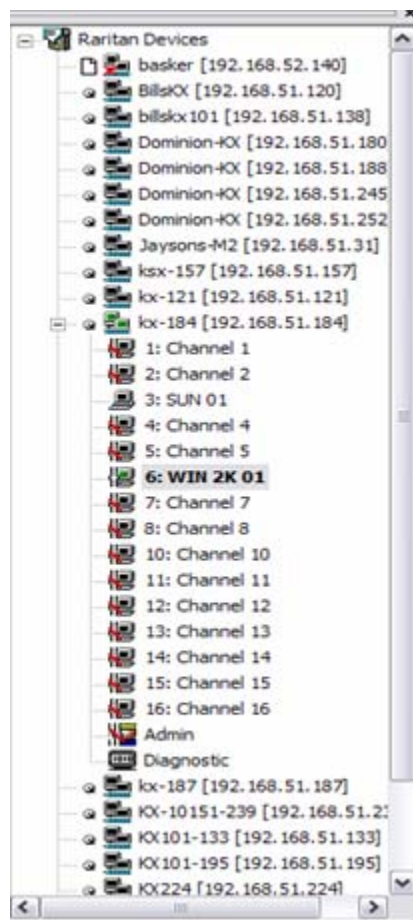 Raritan Devices
basker [192.168.52.140]
BillsKX [192.168.51.120]
billskx101 [192.168.51.138]
Dominion-KX [192.168.51.180
Dominion-KX [192.168.51.188
Dominion-KX [192.168.51.245
Dominion-KX [192.168.51.252
Jaysons-M2 [192.168.51.31]
ksx-157 [192.168.51.157]
kx-121 [192.168.51.121]
kx-184 [192.168.51.184]
1: Channel 1
2: Channel 2
3: SUN 01
4: Channel 4
5: Channel 5
6: WIN 2K 01
7: Channel 7
8: Channel 8
10: Channel 10
11: Channel 11
12: Channel 12
13: Channel 13
14: Channel 14
15: Channel 15
16: Channel 16
Admin
Diagnostic
kx-187 [192.168.51.187]
KX-10151-239 [192.168.51.23
KX101-133 [192.168.51.133]
KX101-195 [192.168.51.195]
KX224 [192.168.51.224]